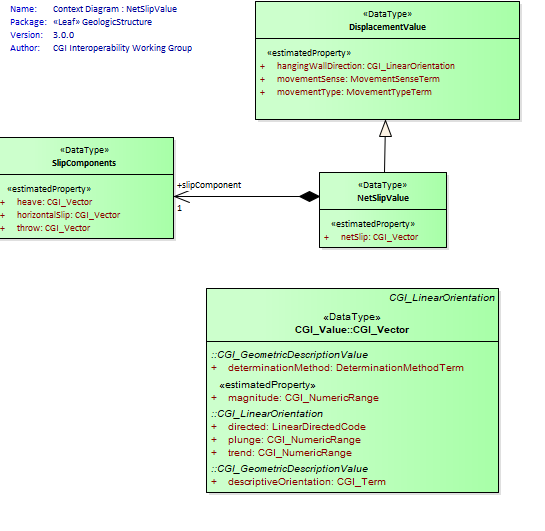 Name: Context Diagram : NetSlipValue
Package: «Leaf» GeologicStructure
Version: 3.0.0
Author: CGI Interoperability Working Group
«DataType»
DisplacementValue
«estimatedProperty»
+ hangingWallDirection: CGI_LinearOrientation
+ movementSense: MovementSenseTerm
+ movementType: MovementTypeTerm
«DataType»
SlipComponents
«estimatedProperty»
+ heave: CGI_Vector
+ horizontalSlip: CGI_Vector
+ throw: CGI_Vector
+slipComponent
1
«DataType»
NetSlipValue
«estimatedProperty»
+ netSlip: CGI_Vector
CGI_LinearOrientation
«DataType»
CGI_Value::CGI_Vector
::CGI_GeometricDescriptionValue
+ determinationMethod: DeterminationMethodTerm
«estimatedProperty»
+ magnitude: CGI_NumericRange
::CGI_LinearOrientation
+ directed: LinearDirectedCode
+ plunge: CGI_NumericRange
+ trend: CGI_NumericRange
::CGI_GeometricDescriptionValue
+ descriptiveOrientation: CGI_Term